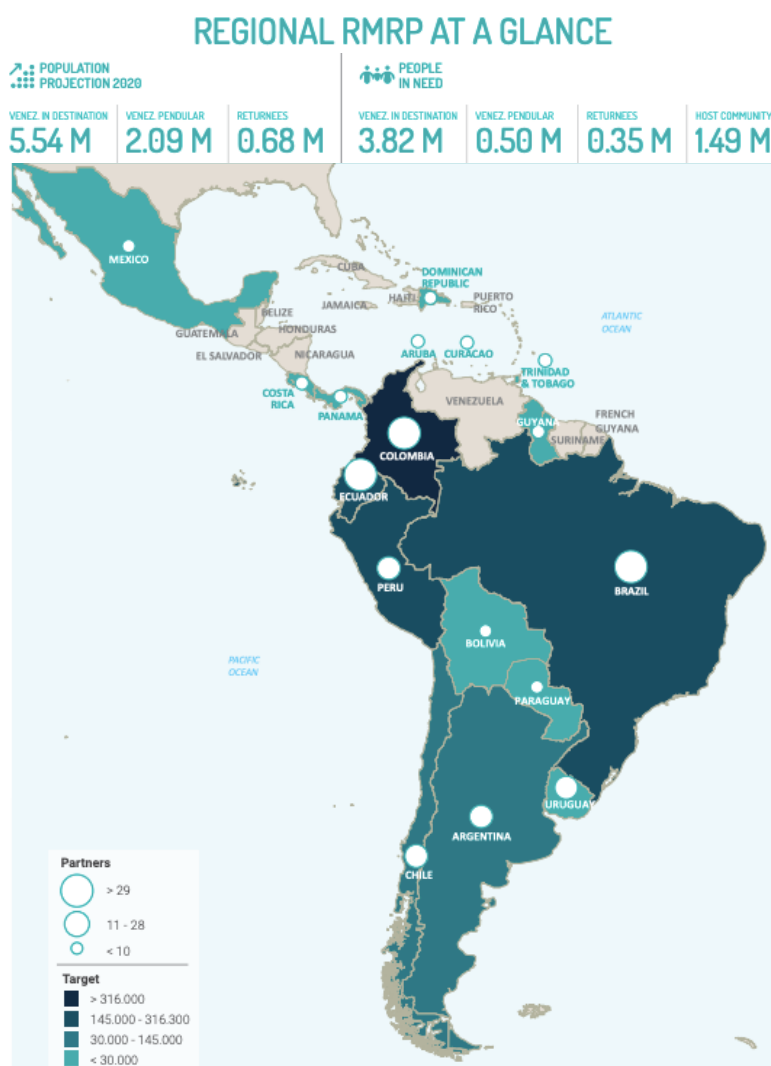 REGIONAL RMRP AT A GLANCE
POPULATION
PROJECTION 2020
PEOPLE
IN NEED
VENEZ. IN DESTINATION
5.54 M
VENEZ. PENDULAR
2.09 M
RETURNEES
0.68 M
VENEZ. IN DESTINATION
3.82 M
VENEZ. PENDULAR
0.50 M
RETURNEES
0.35 M
HOST COMMUNITY
1.49 M
MEXICO
CUBA
DOMINICAN
REPUBLIC
HAITI
PUERTO
RICO
JAMAICA
BELIZE
GUATEMALA
HONDURAS
EL SALVADOR
NICARAGUA
ATLANTIC
OCEAN
ARUBA
CURACAO
TRINIDAD
& TOBAGO
COSTA
RICA
PANAMA
VENEZUELA
GUYANA
SURINAME
FRENCH
GUYANA
COLOMBIA
ECUADOR
PERU
BRAZIL
BOLIVIA
PACIFIC
OCEAN
PARAGUAY
URUGUAY
ARGENTINA
CHILE
Partners
> 29
11 - 28
< 10
Target
> 316.000
145.000 - 316.300
30.000 - 145.000
< 30.000